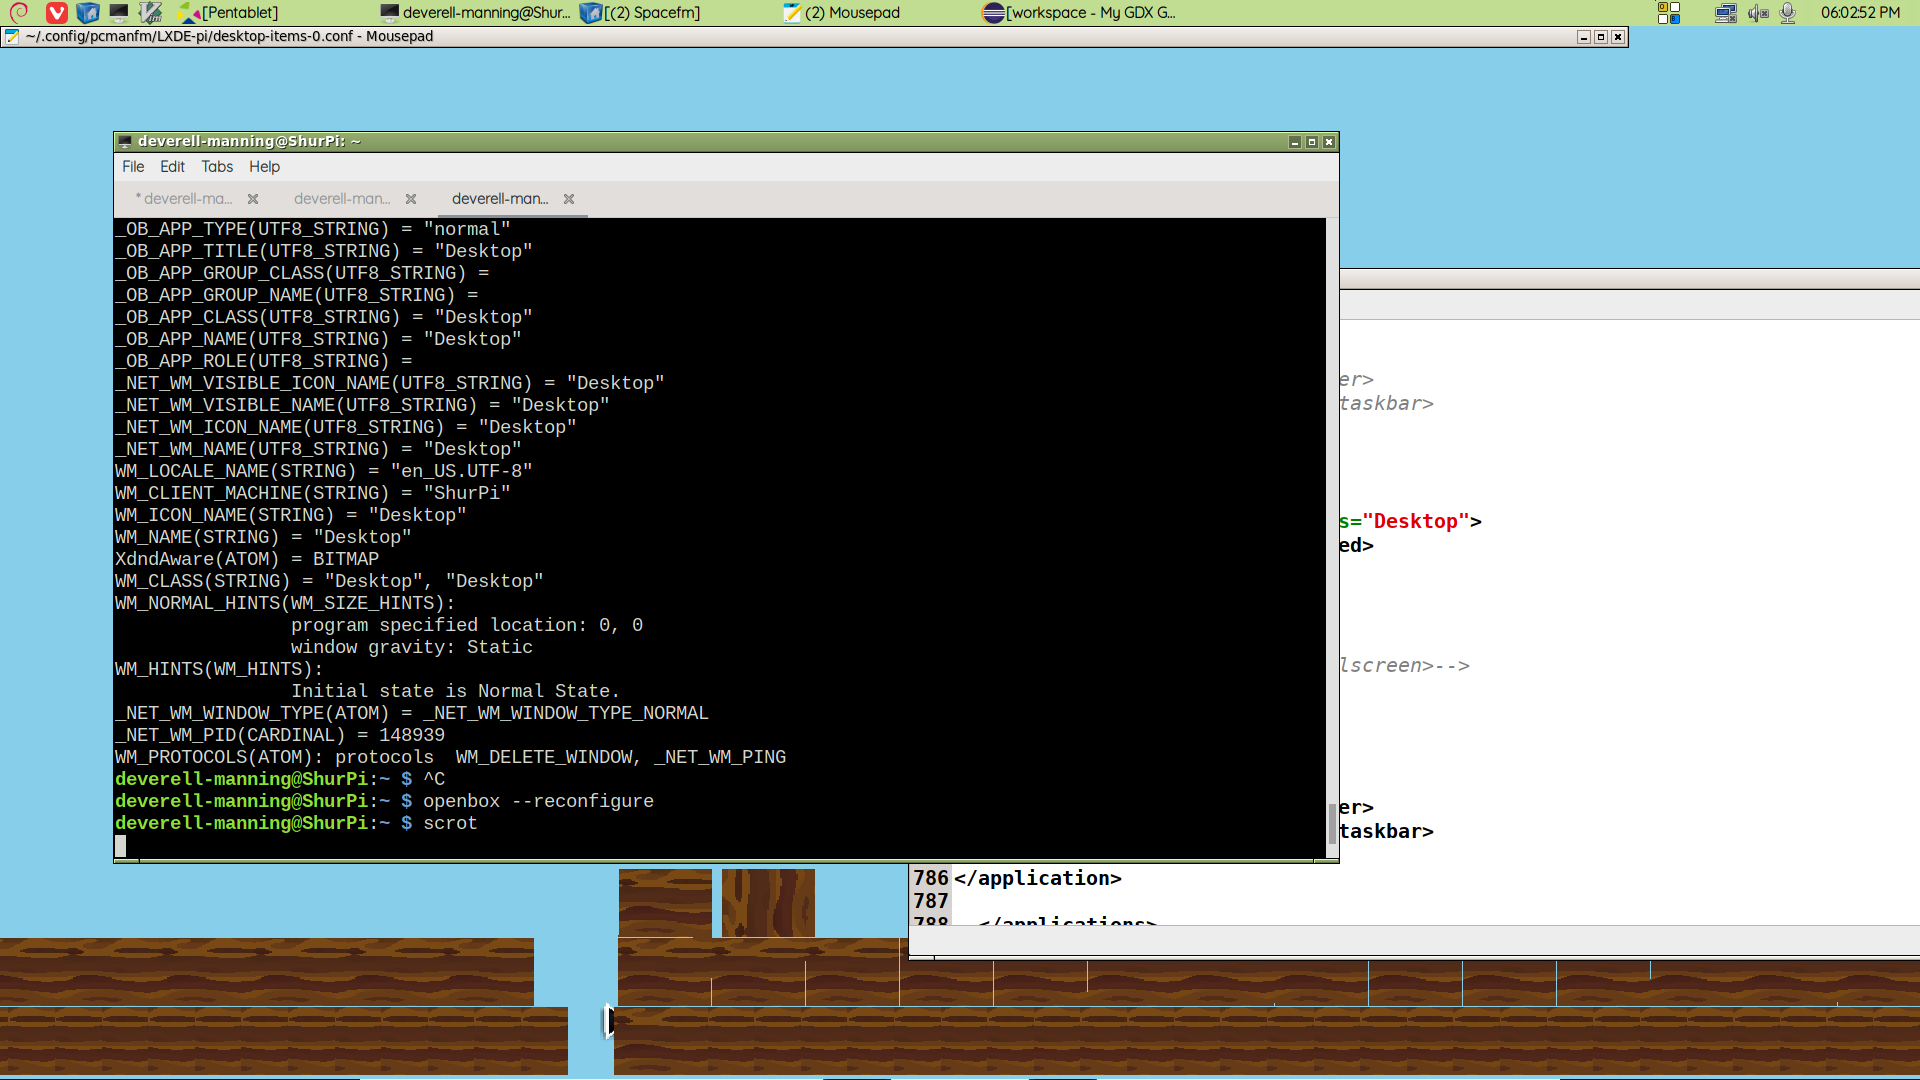 [Pentablet]
deverell-manning@Shur...
[(2) Spacefm]
(2) Mousepad
[workspace - My GDX G...
06:02:52 PM
~/.config/pcmanfm/LXDE-pi/desktop-items-0.conf - Mousepad
deverell-manning@ShurPi: ~
File Edit Tabs Help
* deverell-ma...
deverell-man...
deverell-man...
_OB_APP_TYPE(UTF8_STRING) = "normal"
_OB_APP_TITLE(UTF8_STRING) = "Desktop"
_OB_APP_GROUP_CLASS(UTF8_STRING) =
_OB_APP_GROUP_NAME(UTF8_STRING) =
_OB_APP_CLASS(UTF8_STRING) = "Desktop"
_OB_APP_NAME(UTF8_STRING) = "Desktop"
_OB_APP_ROLE(UTF8_STRING) =
_NET_WM_VISIBLE_ICON_NAME(UTF8_STRING) = "Desktop"
_NET_WM_VISIBLE_NAME(UTF8_STRING) = "Desktop"
_NET_WM_ICON_NAME(UTF8_STRING) = "Desktop"
_NET_WM_NAME(UTF8_STRING) = "Desktop"
WM_LOCALE_NAME(STRING) = "en_US.UTF-8"
WM_CLIENT_MACHINE(STRING) = "ShurPi"
WM_ICON_NAME(STRING) = "Desktop"
WM_NAME(STRING) = "Desktop"
XdndAware(ATOM) = BITMAP
WM_CLASS(STRING) = "Desktop", "Desktop"
WM_NORMAL_HINTS(WM_SIZE_HINTS):
program specified location: 0, 0
window gravity: Static
WM_HINTS(WM_HINTS):
Initial state is Normal State.
_NET_WM_WINDOW_TYPE(ATOM) = _NET_WM_WINDOW_TYPE_NORMAL
_NET_WM_PID(CARDINAL) = 148939
WM_PROTOCOLS(ATOM): protocols  WM_DELETE_WINDOW, _NET_WM_PING
deverell-manning@ShurPi:~ $ ^C
deverell-manning@ShurPi:~ $ openbox --reconfigure
deverell-manning@ShurPi:~ $ scrot
er>
taskbar>
s="Desktop">
ed>
lscreen>-->
er>
taskbar>
786 </application>
787
788 </applications>